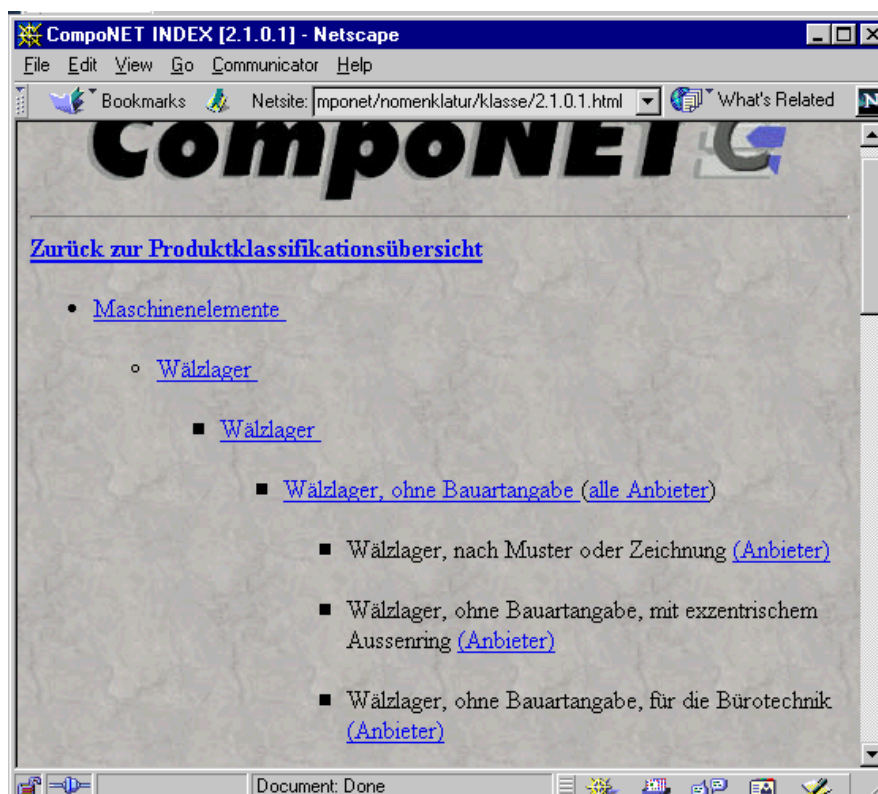 CompoNET INDEX [2.1.0.1] - Netscape
File Edit View Go Communicator Help
Bookmarks Netsite: mponet/nomenklatur/klasse/2.1.0.1.html What's Related N
CompoNET C
Zurück zur Produktklassifikationsübersicht
Maschinenelemente
Wälzlager
Wälzlager
Wälzlager, ohne Bauartangabe (alle Anbieter)
Wälzlager, nach Muster oder Zeichnung (Anbieter)
Wälzlager, ohne Bauartangabe, mit exzentrischem
Aussenring (Anbieter)
Wälzlager, ohne Bauartangabe, für die Bürotechnik
(Anbieter)
Document: Done